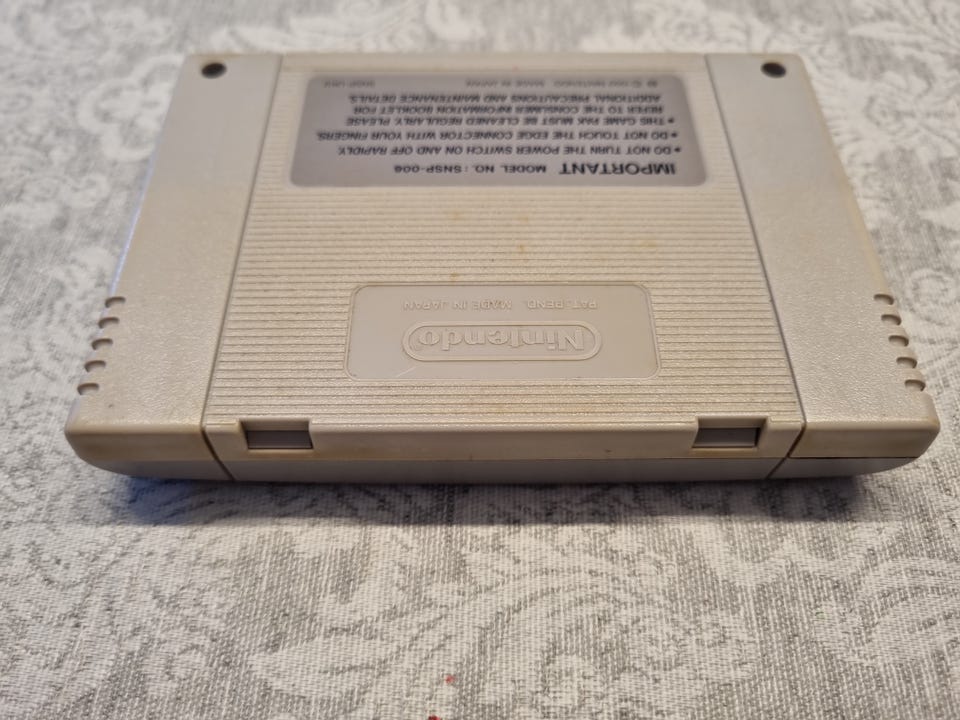 IMPORTANT MODEL NO.: SNSP-006
• DO NOT TURN THE POWER SWITCH ON AND OFF RAPIDLY.
• DO NOT TOUCH THE EDGE CONNECTOR WITH YOUR FINGERS.
• THIS GAME PAK MUST BE CLEANED REGULARLY. PLEASE
REFER TO THE CONSUMER INFORMATION BOOKLET FOR
ADDITIONAL PRECAUTIONS AND MAINTENANCE DETAILS.
NINTENDO MADE IN JAPAN
Nintendo
PAT. PEND. MADE IN JAPAN